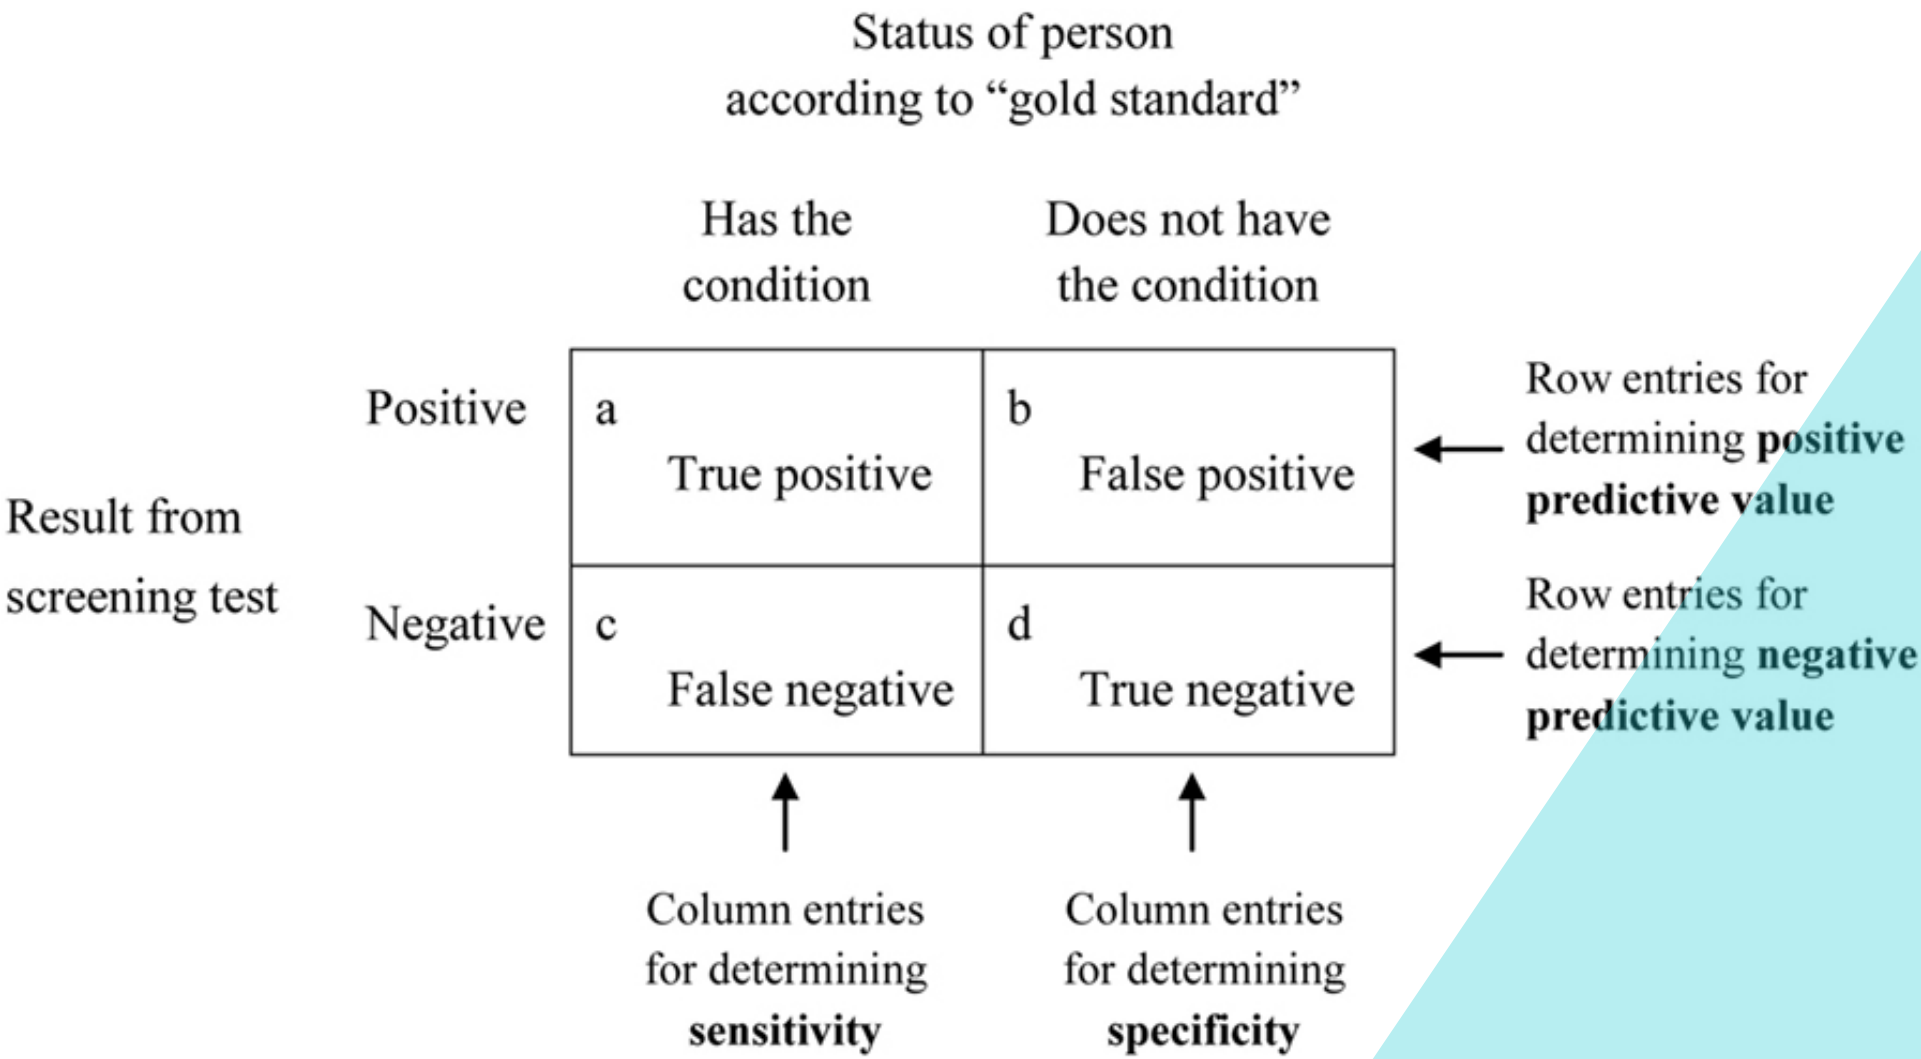 Status of person
according to “gold standard”
Has the
condition
Does not have
the condition
Result from
screening test
Positive
a
True positive
b
False positive
Row entries for
determining positive
predictive value
Negative
c
False negative
d
True negative
Row entries for
determining negative
predictive value
Column entries
for determining
sensitivity
Column entries
for determining
specificity